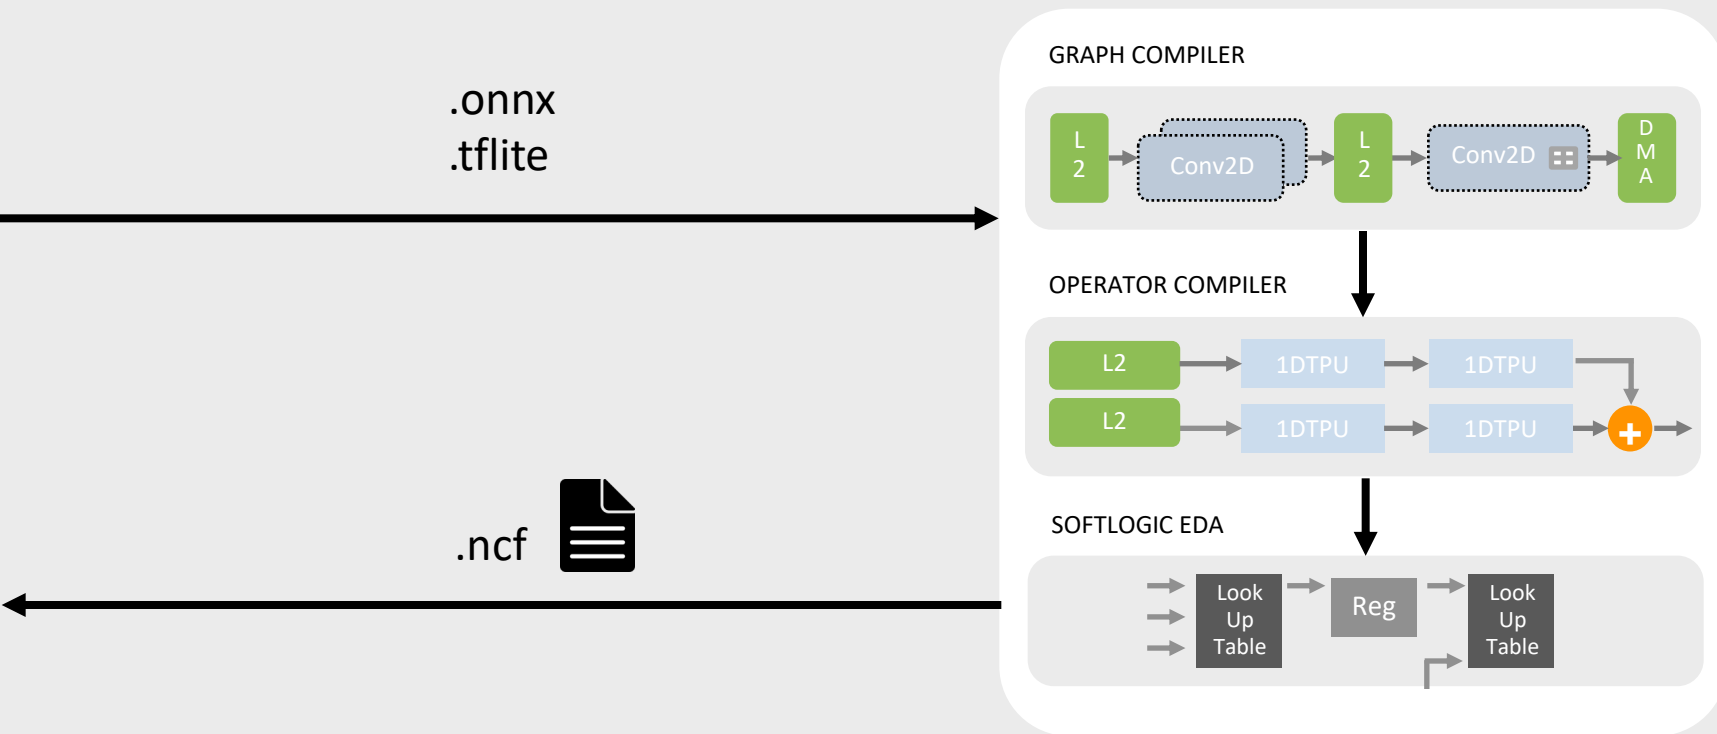 .onnx
.tflite
.ncf
GRAPH COMPILER
L
2
Conv2D
L
2
Conv2D
D
M
A
OPERATOR COMPILER
L2
1DTPU
1DTPU
L2
1DTPU
1DTPU
+
SOFTLOGIC EDA
Look
Up
Table
Reg
Look
Up
Table